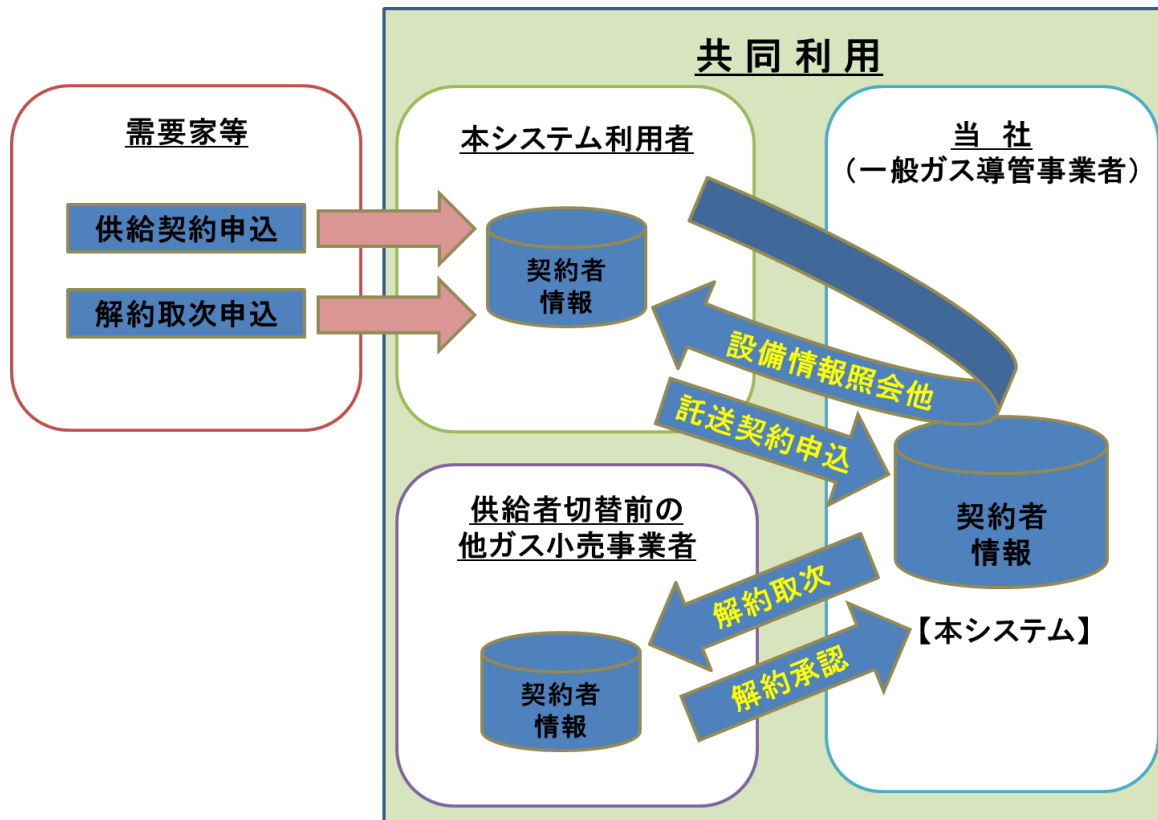 共同利用
需要家等
供給契約申込
解約取次申込
本システム利用者
契約者
情報
当 社
（一般ガス導管事業者）
設備情報照会他
託送契約申込
契約者
情報
【本システム】
供給者切替前の
他ガス小売事業者
解約取次
解約承認
契約者
情報